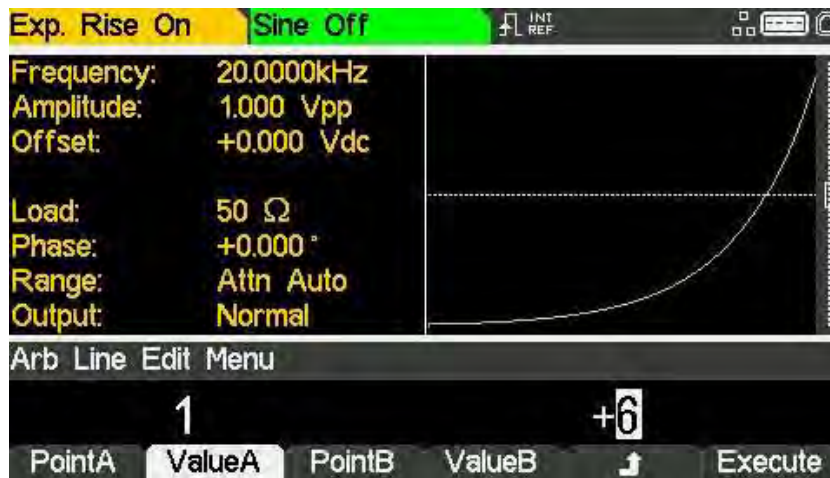 Exp. Rise On Sine Off INT
REF
Frequency: 20.0000kHz
Amplitude: 1.000 Vpp
Offset: +0.000 Vdc
Load: 50 Ω
Phase: +0.000°
Range: Attn Auto
Output: Normal
Arb Line Edit Menu
1 +6
PointA ValueA PointB ValueB Execute